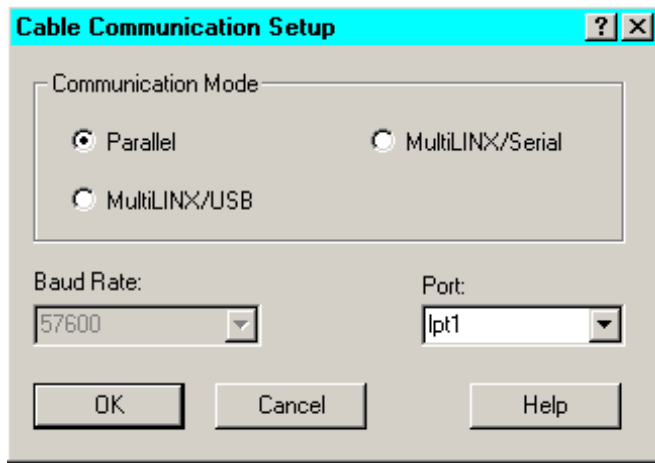 Cable Communication Setup
Communication Mode
Parallel
MultiLINX/Serial
MultiLINX/USB
Baud Rate:
Port:
57600
lpt1
OK
Cancel
Help